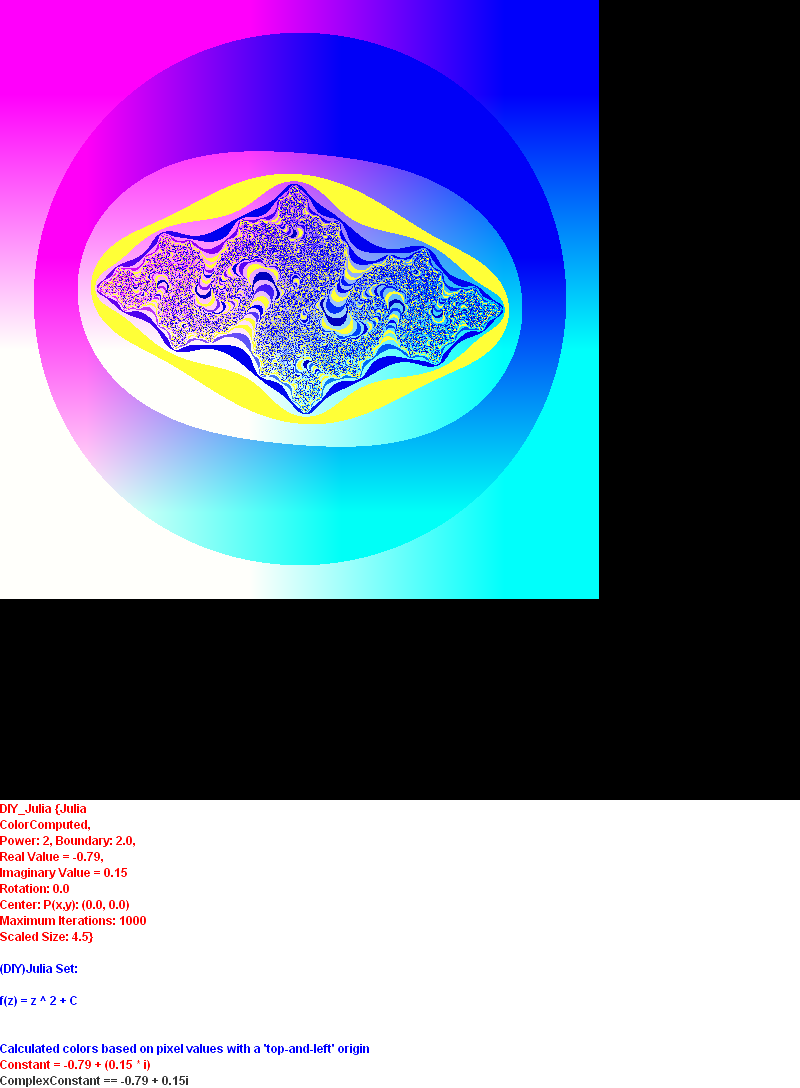 DIY_Julia {Julia
ColorComputed,
Power: 2, Boundary: 2.0,
Real Value = -0.79,
Imaginary Value = 0.15
Rotation: 0.0
Center: P(x,y): (0.0, 0.0)
Maximum Iterations: 1000
Scaled Size: 4.5}
(DIY)Julia Set:
f(z) = z ^ 2 + C
Calculated colors based on pixel values with a 'top-and-left' origin
Constant = -0.79 + (0.15 * i)
ComplexConstant == -0.79 + 0.15i